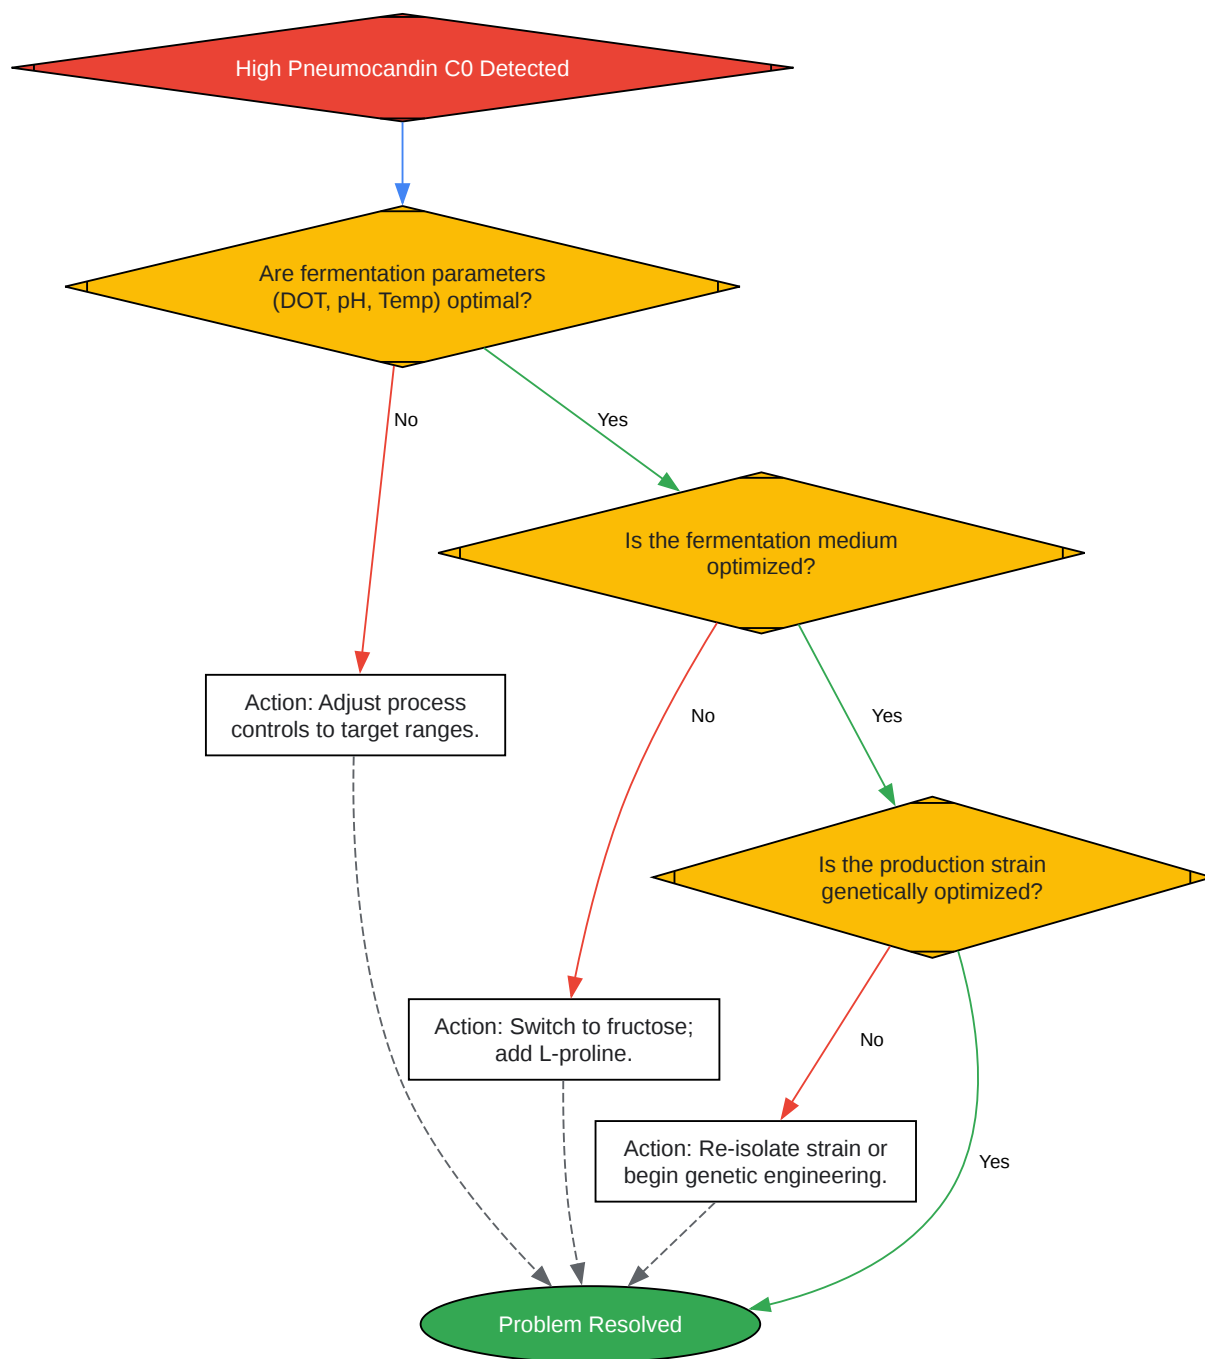 High Pneumocandin C0 Detected
Are fermentation parameters
(DOT, pH, Temp) optimal?
No
Yes
Is the fermentation medium
optimized?
Action: Adjust process
controls to target ranges.
No
Yes
Is the production strain
genetically optimized?
Action: Switch to fructose;
add L-proline.
No
Action: Re-isolate strain or
begin genetic engineering.
Yes
Problem Resolved